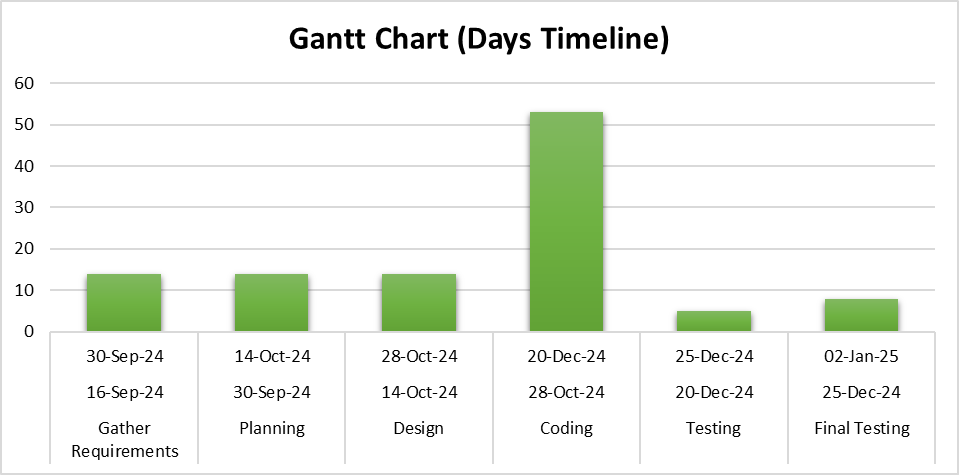 Gantt Chart (Days Timeline)
60
50
40
30
20
10
0
30-Sep-24 14-Oct-24 28-Oct-24 20-Dec-24 25-Dec-24 02-Jan-25
16-Sep-24 30-Sep-24 14-Oct-24 28-Oct-24 20-Dec-24 25-Dec-24
Gather Planning Design Coding Testing Final Testing
Requirements